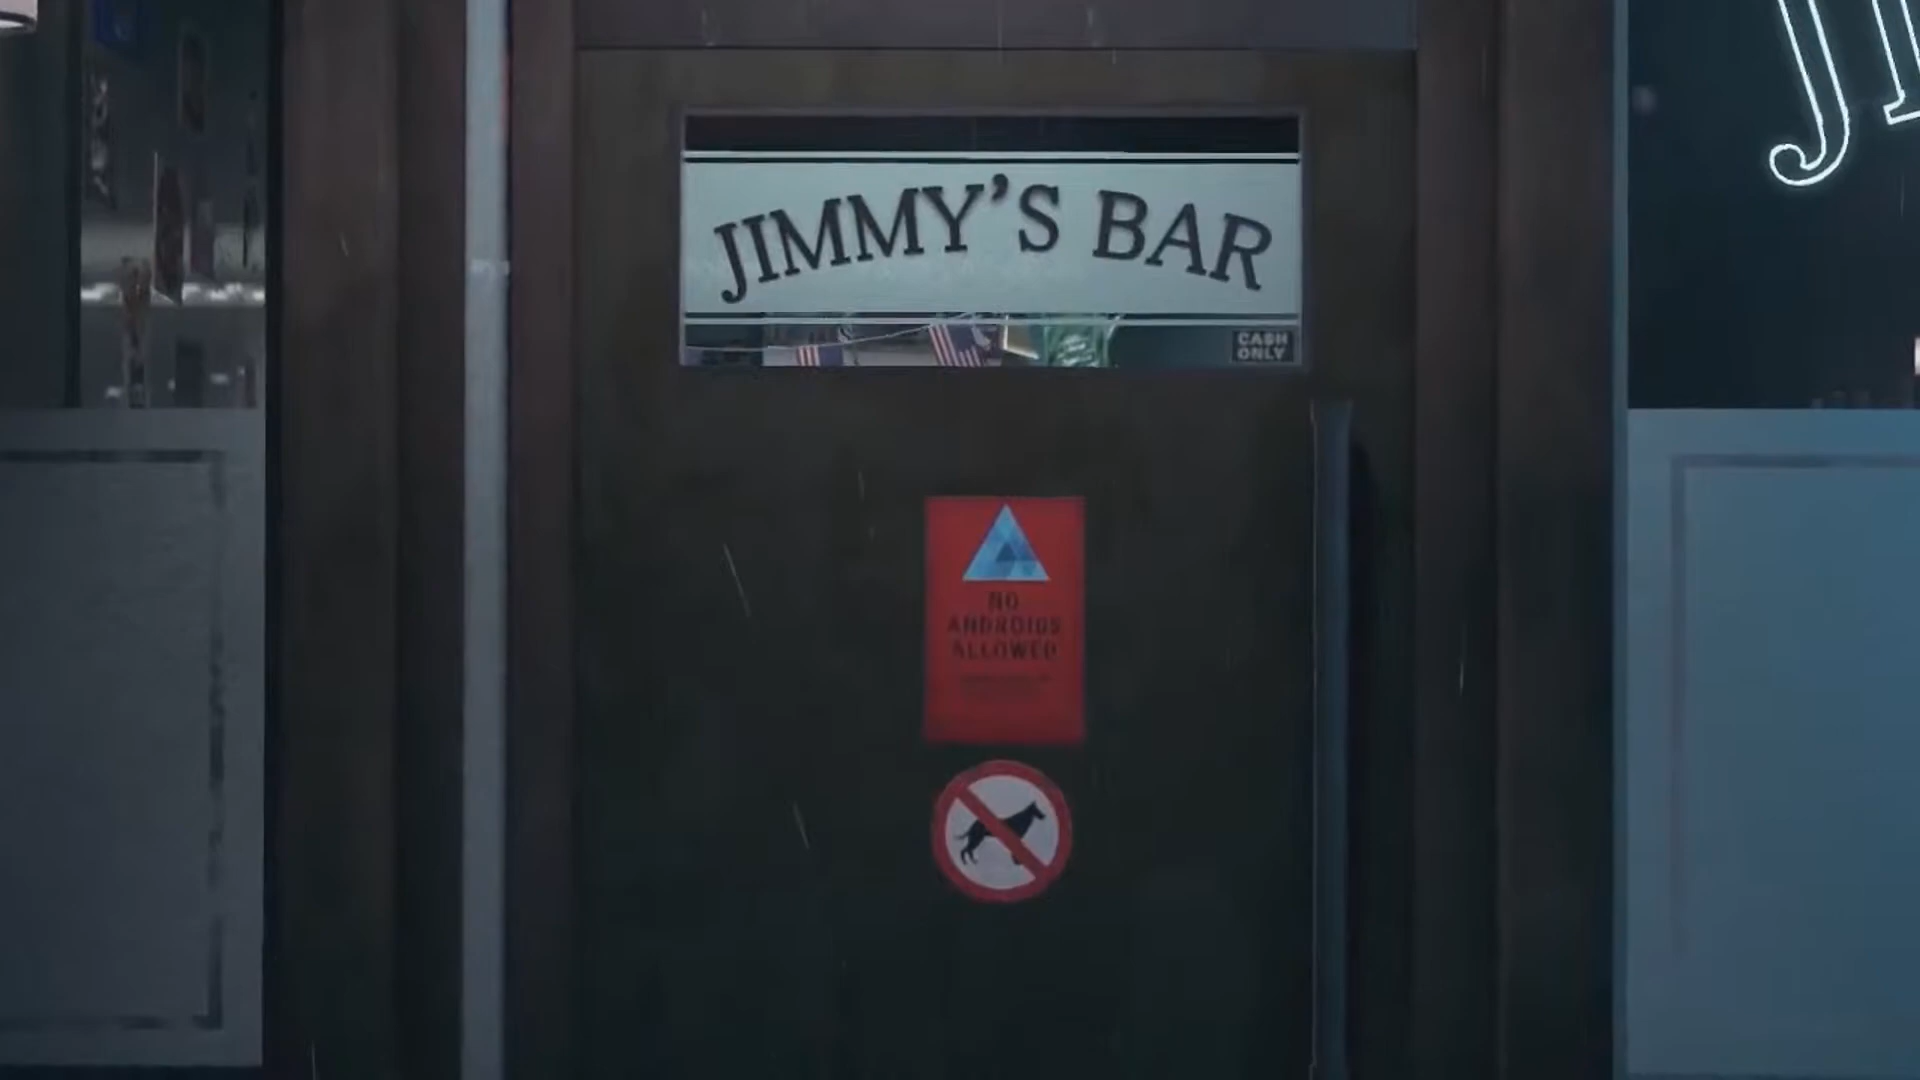 JIMMY'S BAR
CASH
ONLY
NO
ANDROIDS
ALLOWED